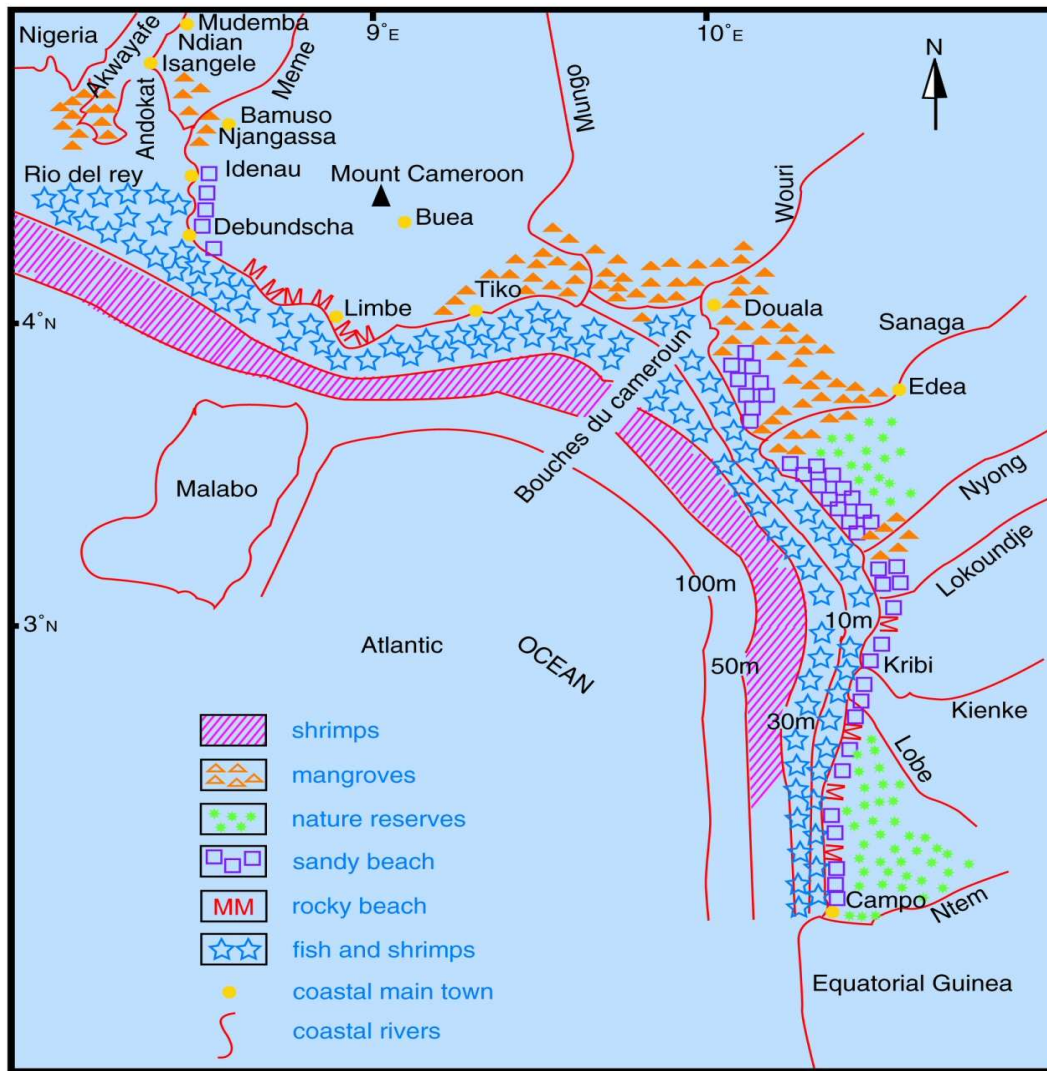 Nigeria
Akwayafe
Mudemba
Ndian
Isangele
Andokat
Meme
Bamuso
Njangassa
9°E
10°E
N
Mungo
Wouri
Rio del rey
Idenau
Debundscha
Mount Cameroon
Buea
Limbe
Tiko
Douala
4°N
Sanaga
Edea
Bouches du cameroun
Malabo
Nyong
Lokoundje
3°N
Atlantic
OCEAN
100m
50m
30m
10m
M
M M M M M
M M M
M
M
M
Kribi
Kienke
Lobe
Campo
Ntem
Equatorial Guinea
shrimps
mangroves
nature reserves
sandy beach
MM rocky beach
fish and shrimps
coastal main town
coastal rivers